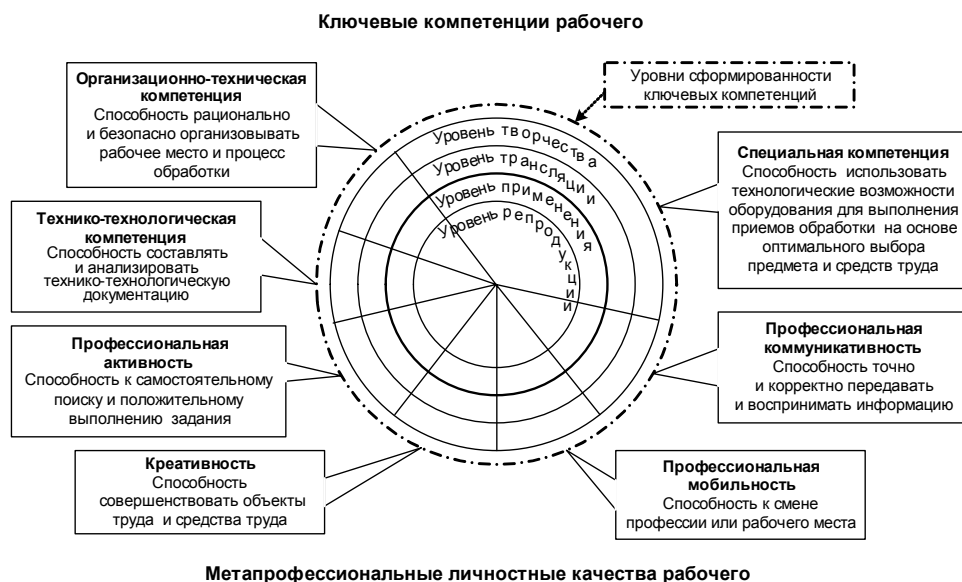 Ключевые компетенции рабочего
Организационно-техническая
компетенция
Способность рационально
и безопасно организовывать
рабочее место и процесс
обработки
Уровни сформированности
ключевых компетенций
Уровень творчества
Уровень трансляции
Уровень применения
Уровень репродукции
Специальная компетенция
Способность использовать
технологические возможности
оборудования для выполнения
приемов обработки на основе
оптимального выбора
предмета и средств труда
Технико-технологическая
компетенция
Способность составлять
и анализировать
технико-технологическую
документацию
Профессиональная
активность
Способность к самостоятельному
поиску и положительному
выполнению задания
Профессиональная
коммуникативность
Способность точно
и корректно передавать
и воспринимать информацию
Креативность
Способность
совершенствовать объекты
труда и средства труда
Профессиональная
мобильность
Способность к смене
профессии или рабочего места
Метапрофессиональные личностные качества рабочего